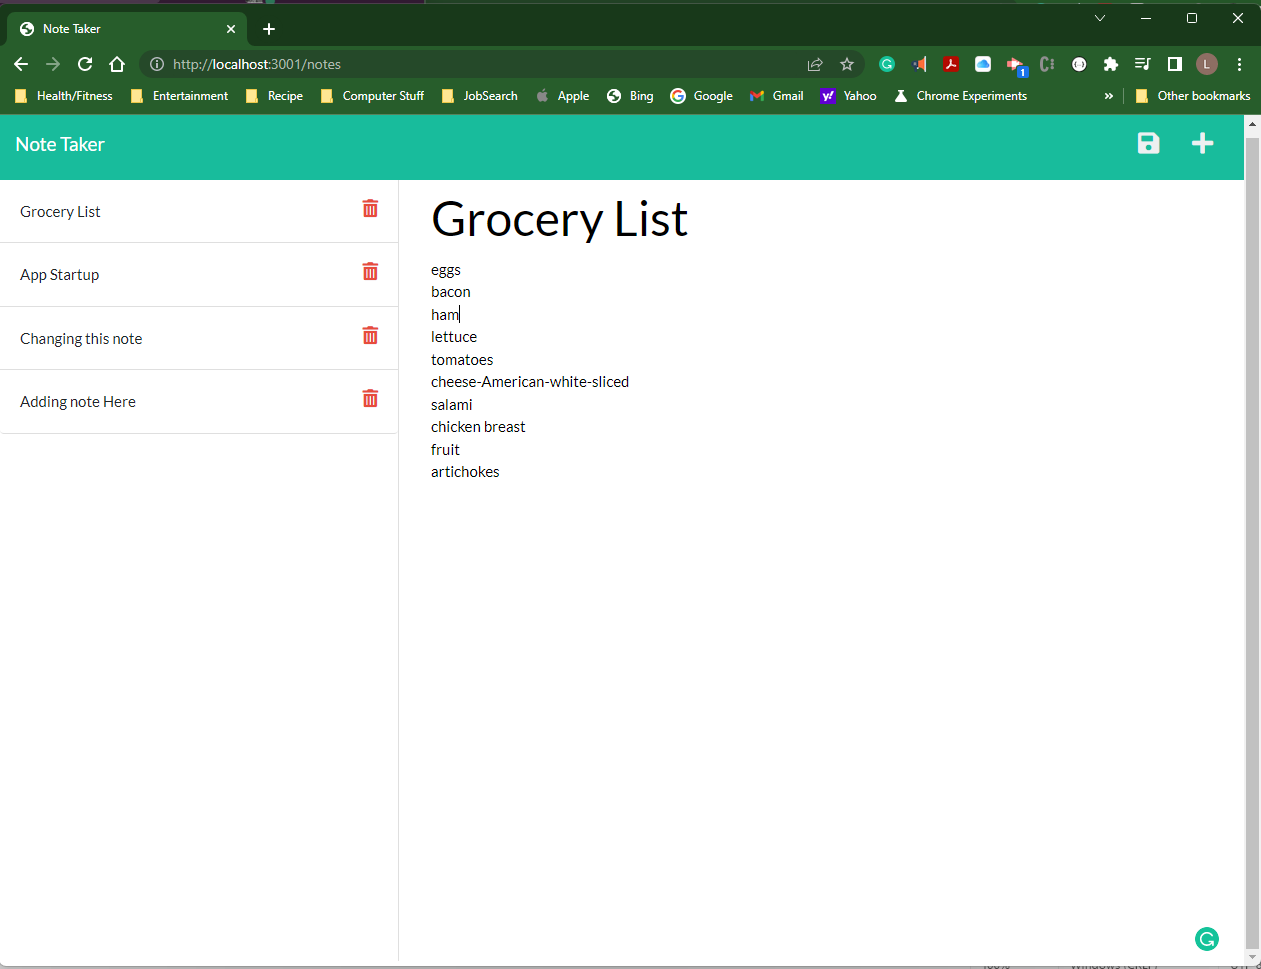 Note Taker
http://localhost:3001/notes
1
L
Health/Fitness
Entertainment
Recipe
Computer Stuff
JobSearch
Apple
Bing
Google
Gmail
y! Yahoo
Chrome Experiments
»
Other bookmarks
Note Taker
Grocery List
App Startup
Changing this note
Adding note Here
Grocery List
eggs
bacon
ham
lettuce
tomatoes
cheese-American-white-sliced
salami
chicken breast
fruit
artichokes